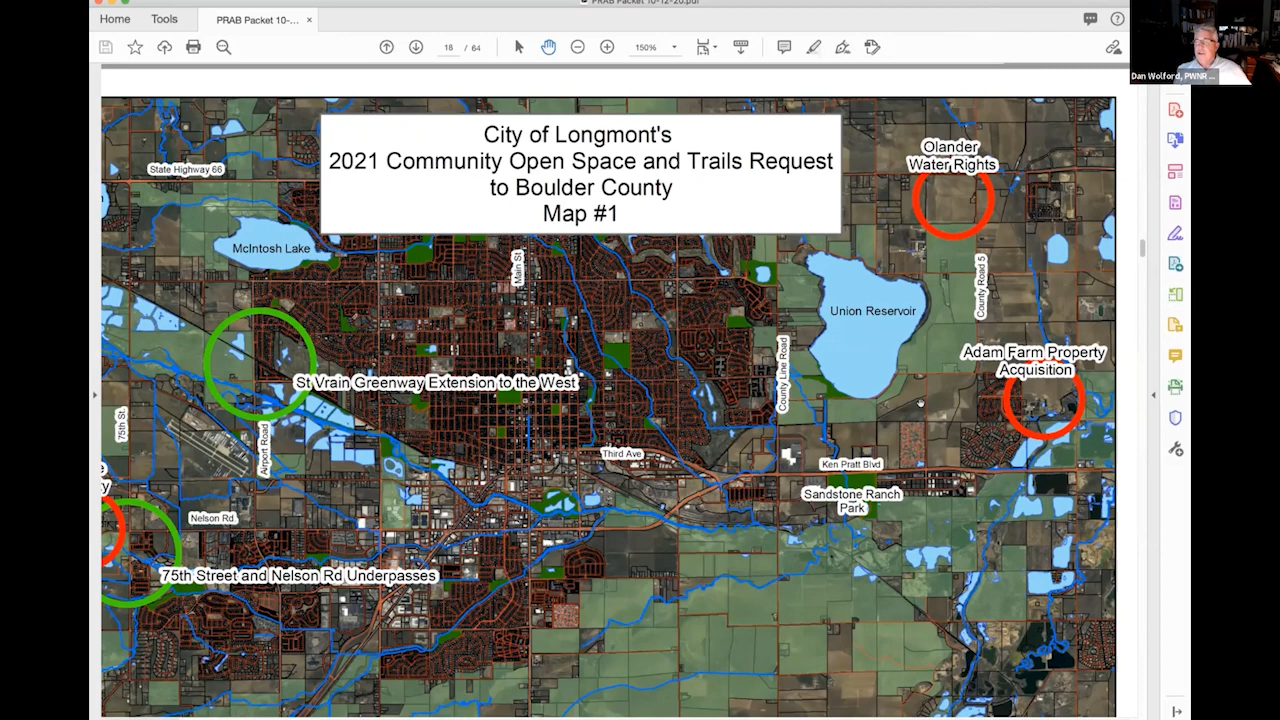 PRAB Packet 10-12-20.pdf
Home
Tools
PRAB Packet 10-... ×
18 / 64
150%
Dan Wolford, PWNR ...
City of Longmont's
2021 Community Open Space and Trails Request
to Boulder County
Map #1
Olander
Water Rights
State Highway 66
McIntosh Lake
Main St
Union Reservoir
County Road 5
Adam Farm Property
Acquisition
County Line Road
St Vrain Greenway Extension to the West
75th St.
Airport Road
Third Ave
Ken Pratt Blvd
Sandstone Ranch
Park
e
ty
Nelson Rd.
75th Street and Nelson Rd Underpasses